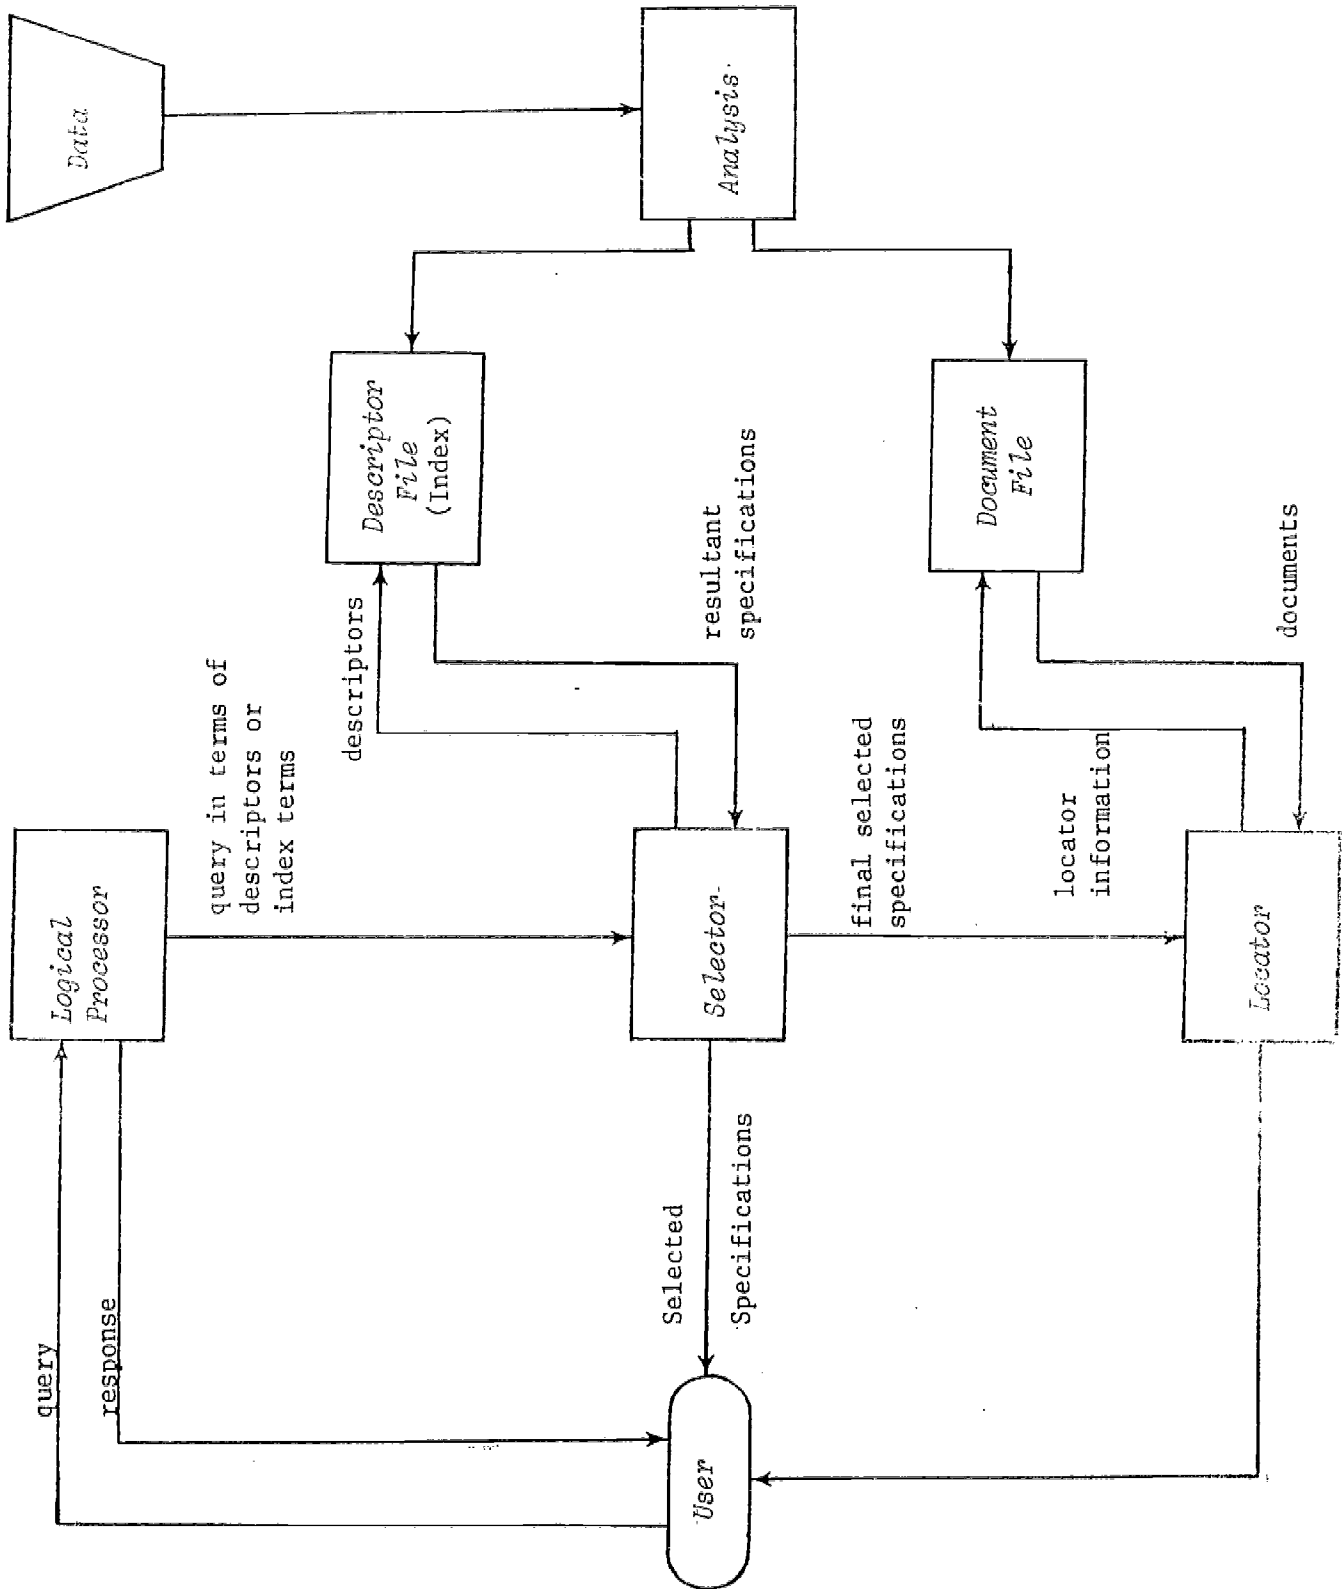 query
response
Logical
Processor
query in terms of
descriptors or
index terms
descriptors
Descriptor
File
(Index)
Data
User
Selected
Specifications
Selector
resultant
specifications
Analysis
final selected
specifications
locator
information
Document
File
Locator
documents